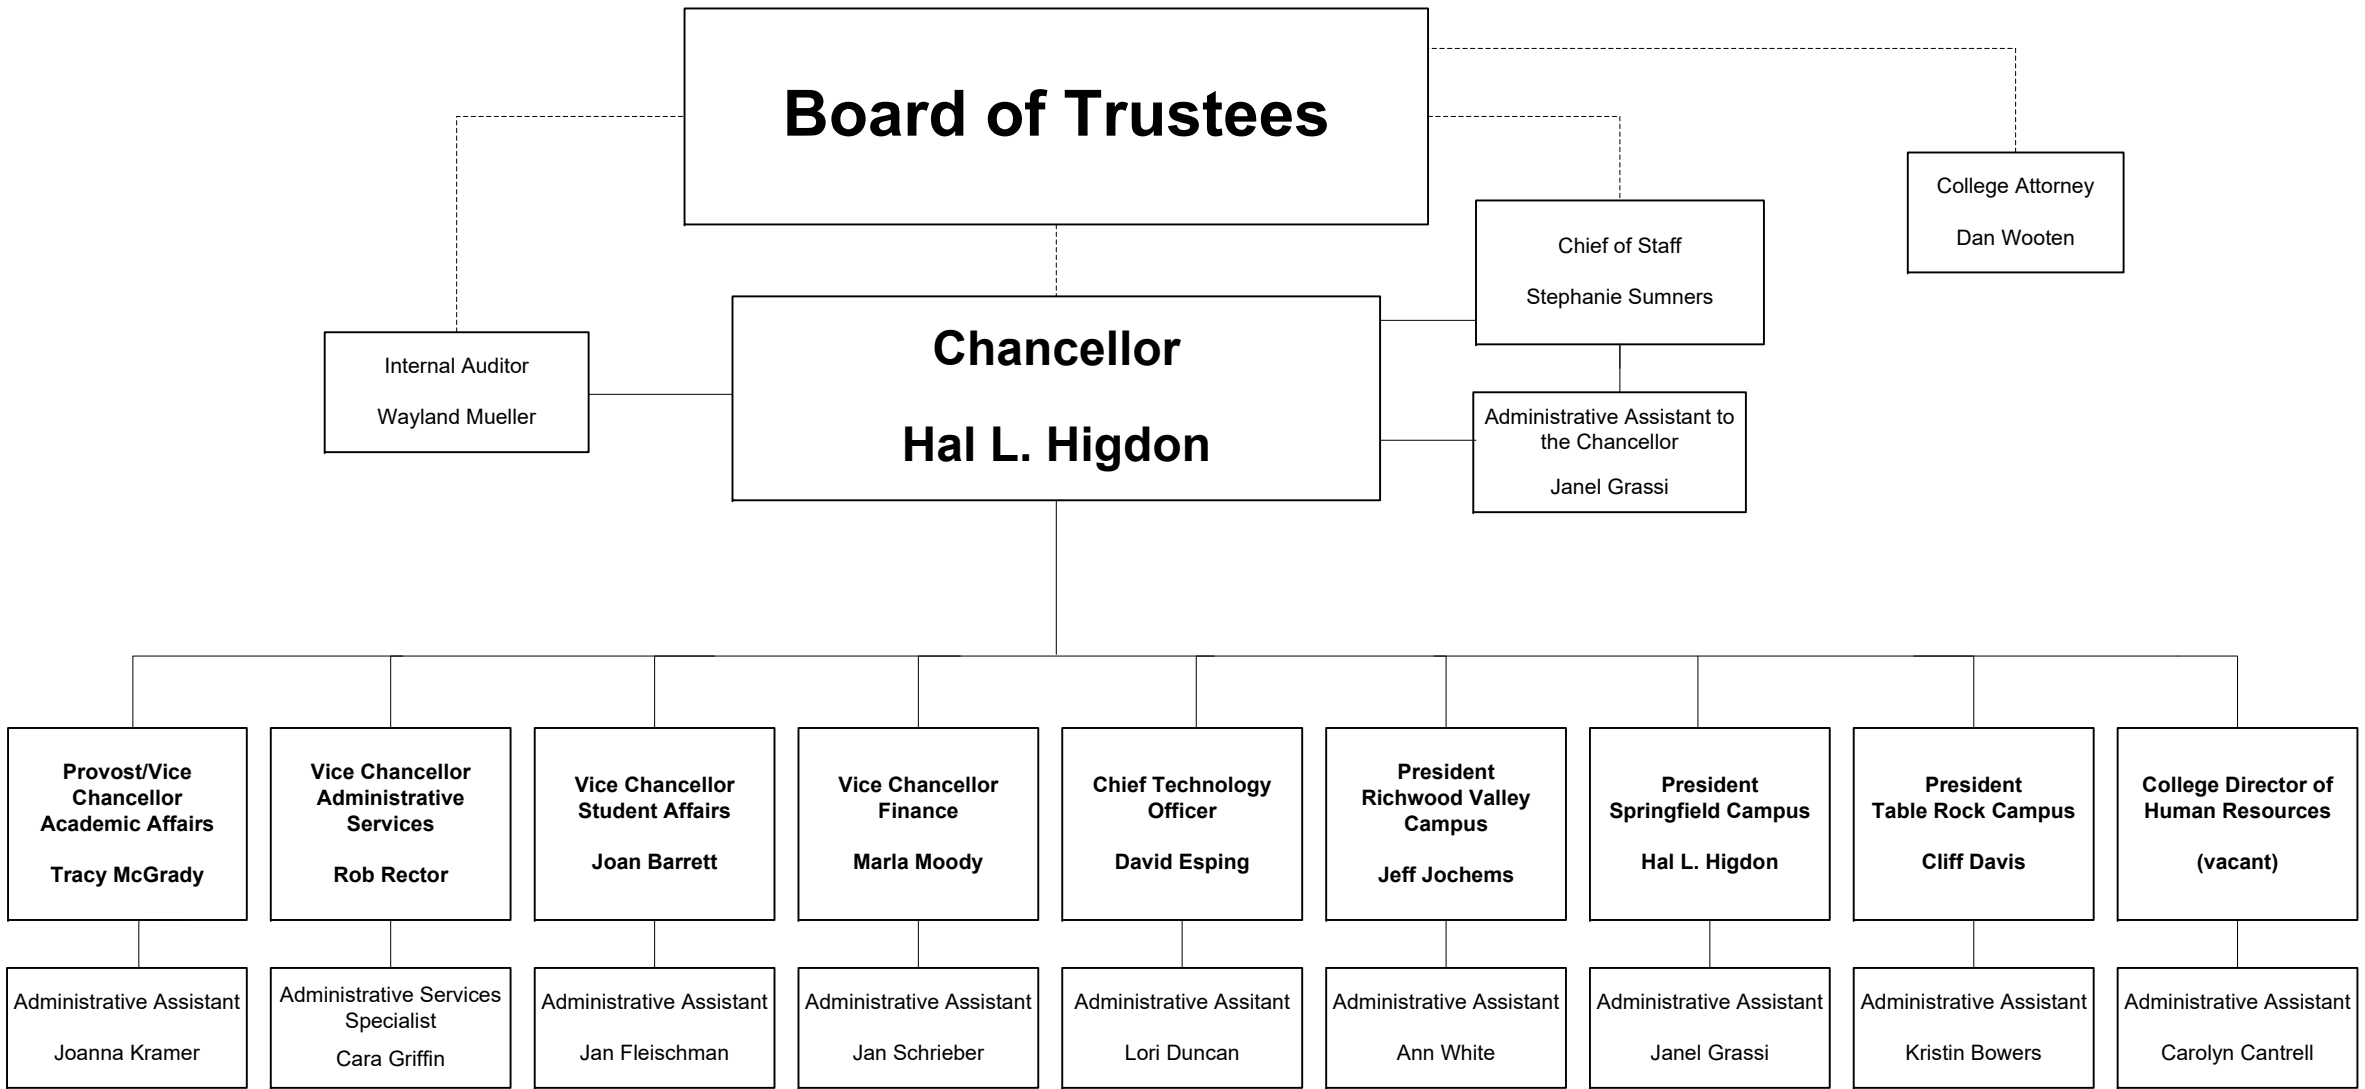 Board of Trustees
College Attorney
Dan Wooten
Chief of Staff
Stephanie Sumners
Chancellor
Hal L. Higdon
Internal Auditor
Wayland Mueller
Administrative Assistant to
the Chancellor
Janel Grassi
Provost/Vice
Chancellor
Academic Affairs
Tracy McGrady
Vice Chancellor
Administrative
Services
Rob Rector
Vice Chancellor
Student Affairs
Joan Barrett
Vice Chancellor
Finance
Marla Moody
Chief Technology
Officer
David Esping
President
Richwood Valley
Campus
Jeff Jochems
President
Springfield Campus
Hal L. Higdon
President
Table Rock Campus
Cliff Davis
College Director of
Human Resources
(vacant)
Administrative Assistant
Joanna Kramer
Administrative Services
Specialist
Cara Griffin
Administrative Assistant
Jan Fleischman
Administrative Assistant
Jan Schrieber
Administrative Assitant
Lori Duncan
Administrative Assistant
Ann White
Administrative Assistant
Janel Grassi
Administrative Assistant
Kristin Bowers
Administrative Assistant
Carolyn Cantrell